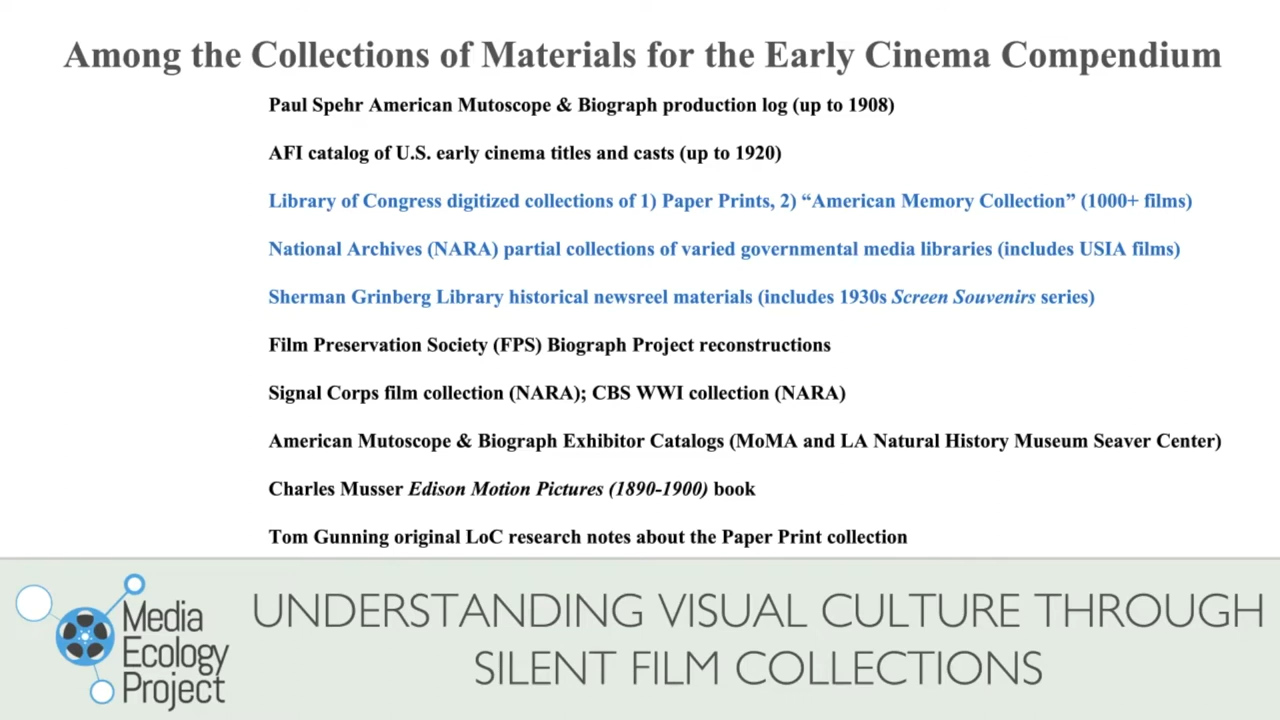 Among the Collections of Materials for the Early Cinema Compendium
Paul Spehr American Mutoscope & Biograph production log (up to 1908)
AFI catalog of U.S. early cinema titles and casts (up to 1920)
Library of Congress digitized collections of 1) Paper Prints, 2) “American Memory Collection” (1000+ films)
National Archives (NARA) partial collections of varied governmental media libraries (includes USIA films)
Sherman Grinberg Library historical newsreel materials (includes 1930s Screen Souvenirs series)
Film Preservation Society (FPS) Biograph Project reconstructions
Signal Corps film collection (NARA); CBS WWI collection (NARA)
American Mutoscope & Biograph Exhibitor Catalogs (MoMA and LA Natural History Museum Seaver Center)
Charles Musser Edison Motion Pictures (1890-1900) book
Tom Gunning original LoC research notes about the Paper Print collection
Media
Ecology
Project
UNDERSTANDING VISUAL CULTURE THROUGH
SILENT FILM COLLECTIONS